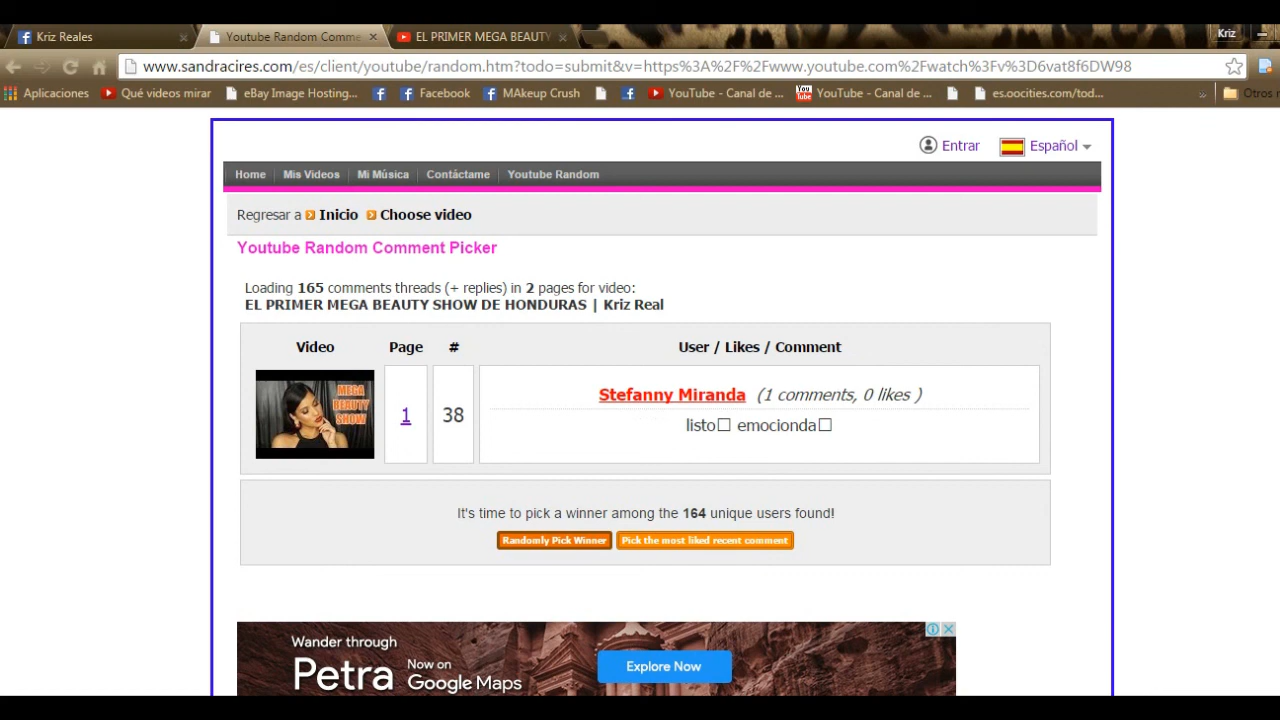 Kriz Reales
Youtube Random Comme
EL PRIMER MEGA BEAUTY
Kriz
www.sandracires.com/es/client/youtube/random.htm?todo=submit&v=https%3A%2F%2Fwww.youtube.com%2Fwatch%3Fv%3D6vat8f6DW98
Aplicaciones
Qué videos mirar
eBay Image Hosting...
Facebook
MAkeup Crush
YouTube - Canal de ...
YouTube - Canal de ...
es.oocities.com/tod...
»
Otros
Entrar
Español
Home
Mis Videos
Mi Música
Contáctame
Youtube Random
Regresar a Inicio Choose video
Youtube Random Comment Picker
Loading 165 comments threads (+ replies) in 2 pages for video:
EL PRIMER MEGA BEAUTY SHOW DE HONDURAS | Kriz Real
Video Page # User / Likes / Comment
MEGA
BEAUTY
SHOW
1
38
Stefanny Miranda (1 comments, 0 likes )
listo□ emocionda□
It's time to pick a winner among the 164 unique users found!
Randomly Pick Winner
Pick the most liked recent comment
Wander through
Petra
Now on
Google Maps
Explore Now